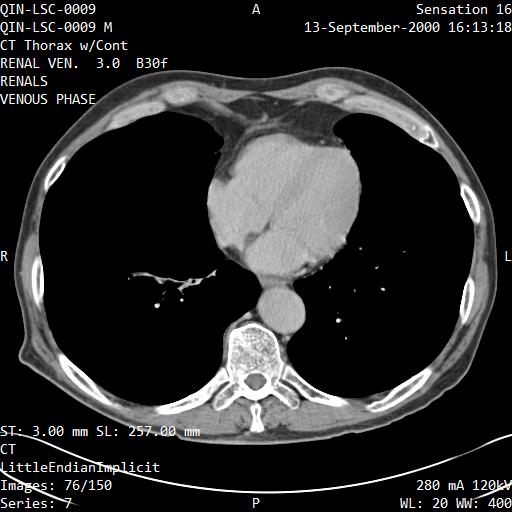 QIN-LSC-0009
A
Sensation 16
QIN-LSC-0009 M
13-September-2000 16:13:18
CT Thorax w/Cont
RENAL VEN. 3.0 B30f
RENALS
VENOUS PHASE
R
L
ST: 3.00 mm SL: 257.00 mm
CT
LittleEndianImplicit
Images: 76/150
280 mA 120kV
Series: 7
P
WL: 20 WW: 400